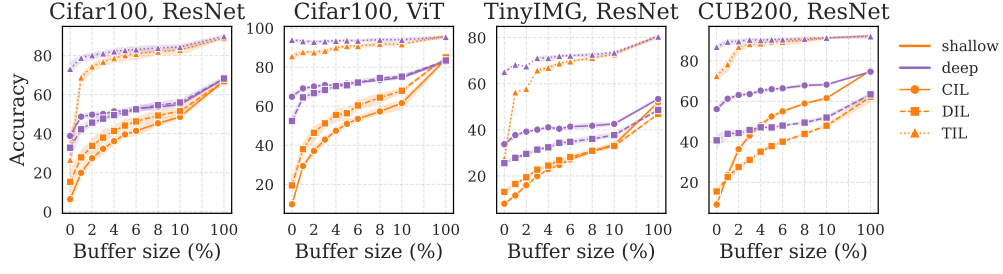 Cifar100, ResNet
Cifar100, ViT
TinyIMG, ResNet
CUB200, ResNet
Accuracy
80
60
40
20
0
100
80
60
40
20
80
60
40
20
80
60
40
20
0 2 4 6 8 10 100
0 2 4 6 8 10 100
0 2 4 6 8 10 100
0 2 4 6 8 10 100
Buffer size (%)
Buffer size (%)
Buffer size (%)
Buffer size (%)
shallow
deep
CIL
DIL
TIL